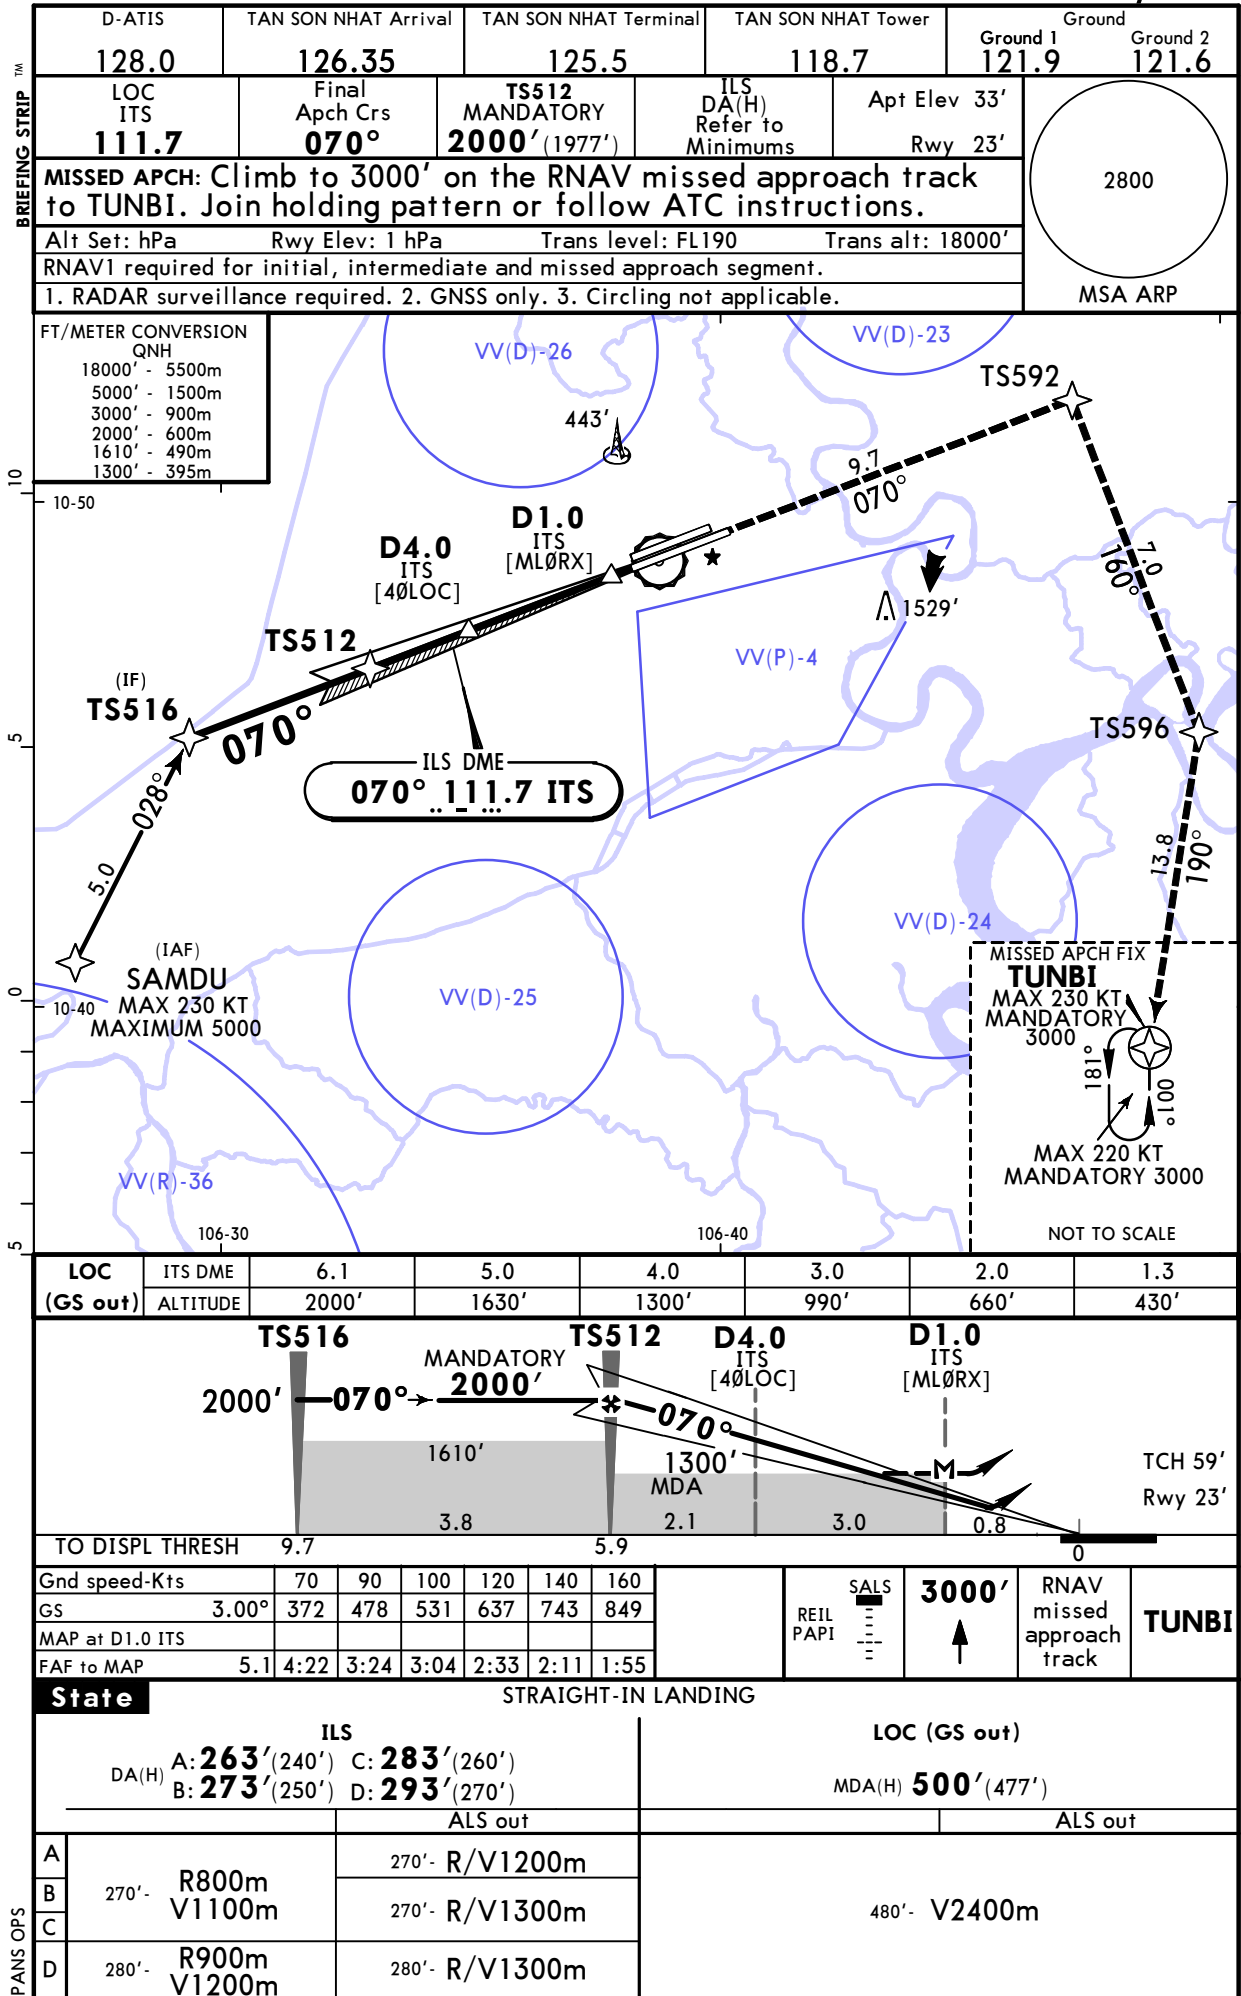 BRIEFING STRIP ™
D-ATIS
128.0
TAN SON NHAT Arrival
126.35
TAN SON NHAT Terminal
125.5
TAN SON NHAT Tower
118.7
Ground
Ground 1 Ground 2
121.9 121.6
LOC
ITS
111.7
Final
Apch Crs
070°
TS512
MANDATORY
2000' (1977')
ILS
DA(H)
Refer to
Minimums
Apt Elev 33'
Rwy 23'
2800
MSA ARP
MISSED APCH: Climb to 3000' on the RNAV missed approach track
to TUNBI. Join holding pattern or follow ATC instructions.
Alt Set: hPa Rwy Elev: 1 hPa Trans level: FL190 Trans alt: 18000'
RNAV1 required for initial, intermediate and missed approach segment.
1. RADAR surveillance required. 2. GNSS only. 3. Circling not applicable.
FT/METER CONVERSION
QNH
18000' - 5500m
5000' - 1500m
3000' - 900m
2000' - 600m
1610' - 490m
1300' - 395m
VV(D)-26
VV(D)-23
TS592
443'
10
10-50
9.7
070°
D1.0
ITS
[MLØRX]
D4.0
ITS
[4ØLOC]
7.0
160°
1529'
TS512
VV(P)-4
(IF)
TS516
070°
TS596
5
ILS DME
070° 111.7 ITS
028°
5.0
13.8
190°
VV(D)-24
(IAF)
SAMDU
MAX 230 KT
MAXIMUM 5000
0
10-40
VV(D)-25
MISSED APCH FIX
TUNBI
MAX 230 KT
MANDATORY
3000
181°
001°
MAX 220 KT
MANDATORY 3000
NOT TO SCALE
VV(R)-36
5
106-30
106-40
LOC
(GS out)
ITS DME 6.1 5.0 4.0 3.0 2.0 1.3
ALTITUDE 2000' 1630' 1300' 990' 660' 430'
TS516
TS512
D4.0
ITS
[4ØLOC]
D1.0
ITS
[MLØRX]
MANDATORY
2000' 070° 2000'
070°
1610'
1300'
MDA
TCH 59'
Rwy 23'
3.8 2.1 3.0 0.8
TO DISPL THRESH 9.7 5.9 0
Gnd speed-Kts 70 90 100 120 140 160
GS 3.00° 372 478 531 637 743 849
MAP at D1.0 ITS
FAF to MAP 5.1 4:22 3:24 3:04 2:33 2:11 1:55
SALS
REIL
PAPI
3000'
RNAV
missed
approach
track
TUNBI
State
STRAIGHT-IN LANDING
ILS
DA(H) A: 263' (240') C: 283' (260')
B: 273' (250') D: 293' (270')
LOC (GS out)
MDA(H) 500' (477')
ALS out
ALS out
A
B
C
D
270'- R800m
V1100m
270'- R/V1200m
270'- R/V1300m
480'- V2400m
280'- R900m
V1200m
280'- R/V1300m
PANS OPS